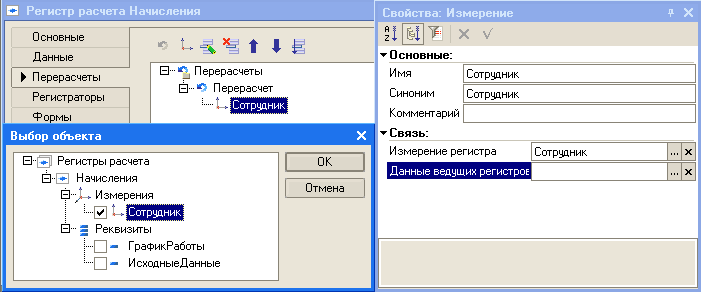 Регистр расчета Начисления
Основные
Данные
Перерасчеты
Регистраторы
Формы
Перерасчеты
Перерасчет
Сотрудник
Выбор объекта
Регистры расчета
Начисления
Измерения
Сотрудник
Реквизиты
ГрафикРаботы
ИсходныеДанные
OK
Отмена
Свойства: Измерение
Основные:
Имя Сотрудник
Синоним Сотрудник
Комментарий
Связь:
Измерение регистра Сотрудник ...
Данные ведущих регистров ...